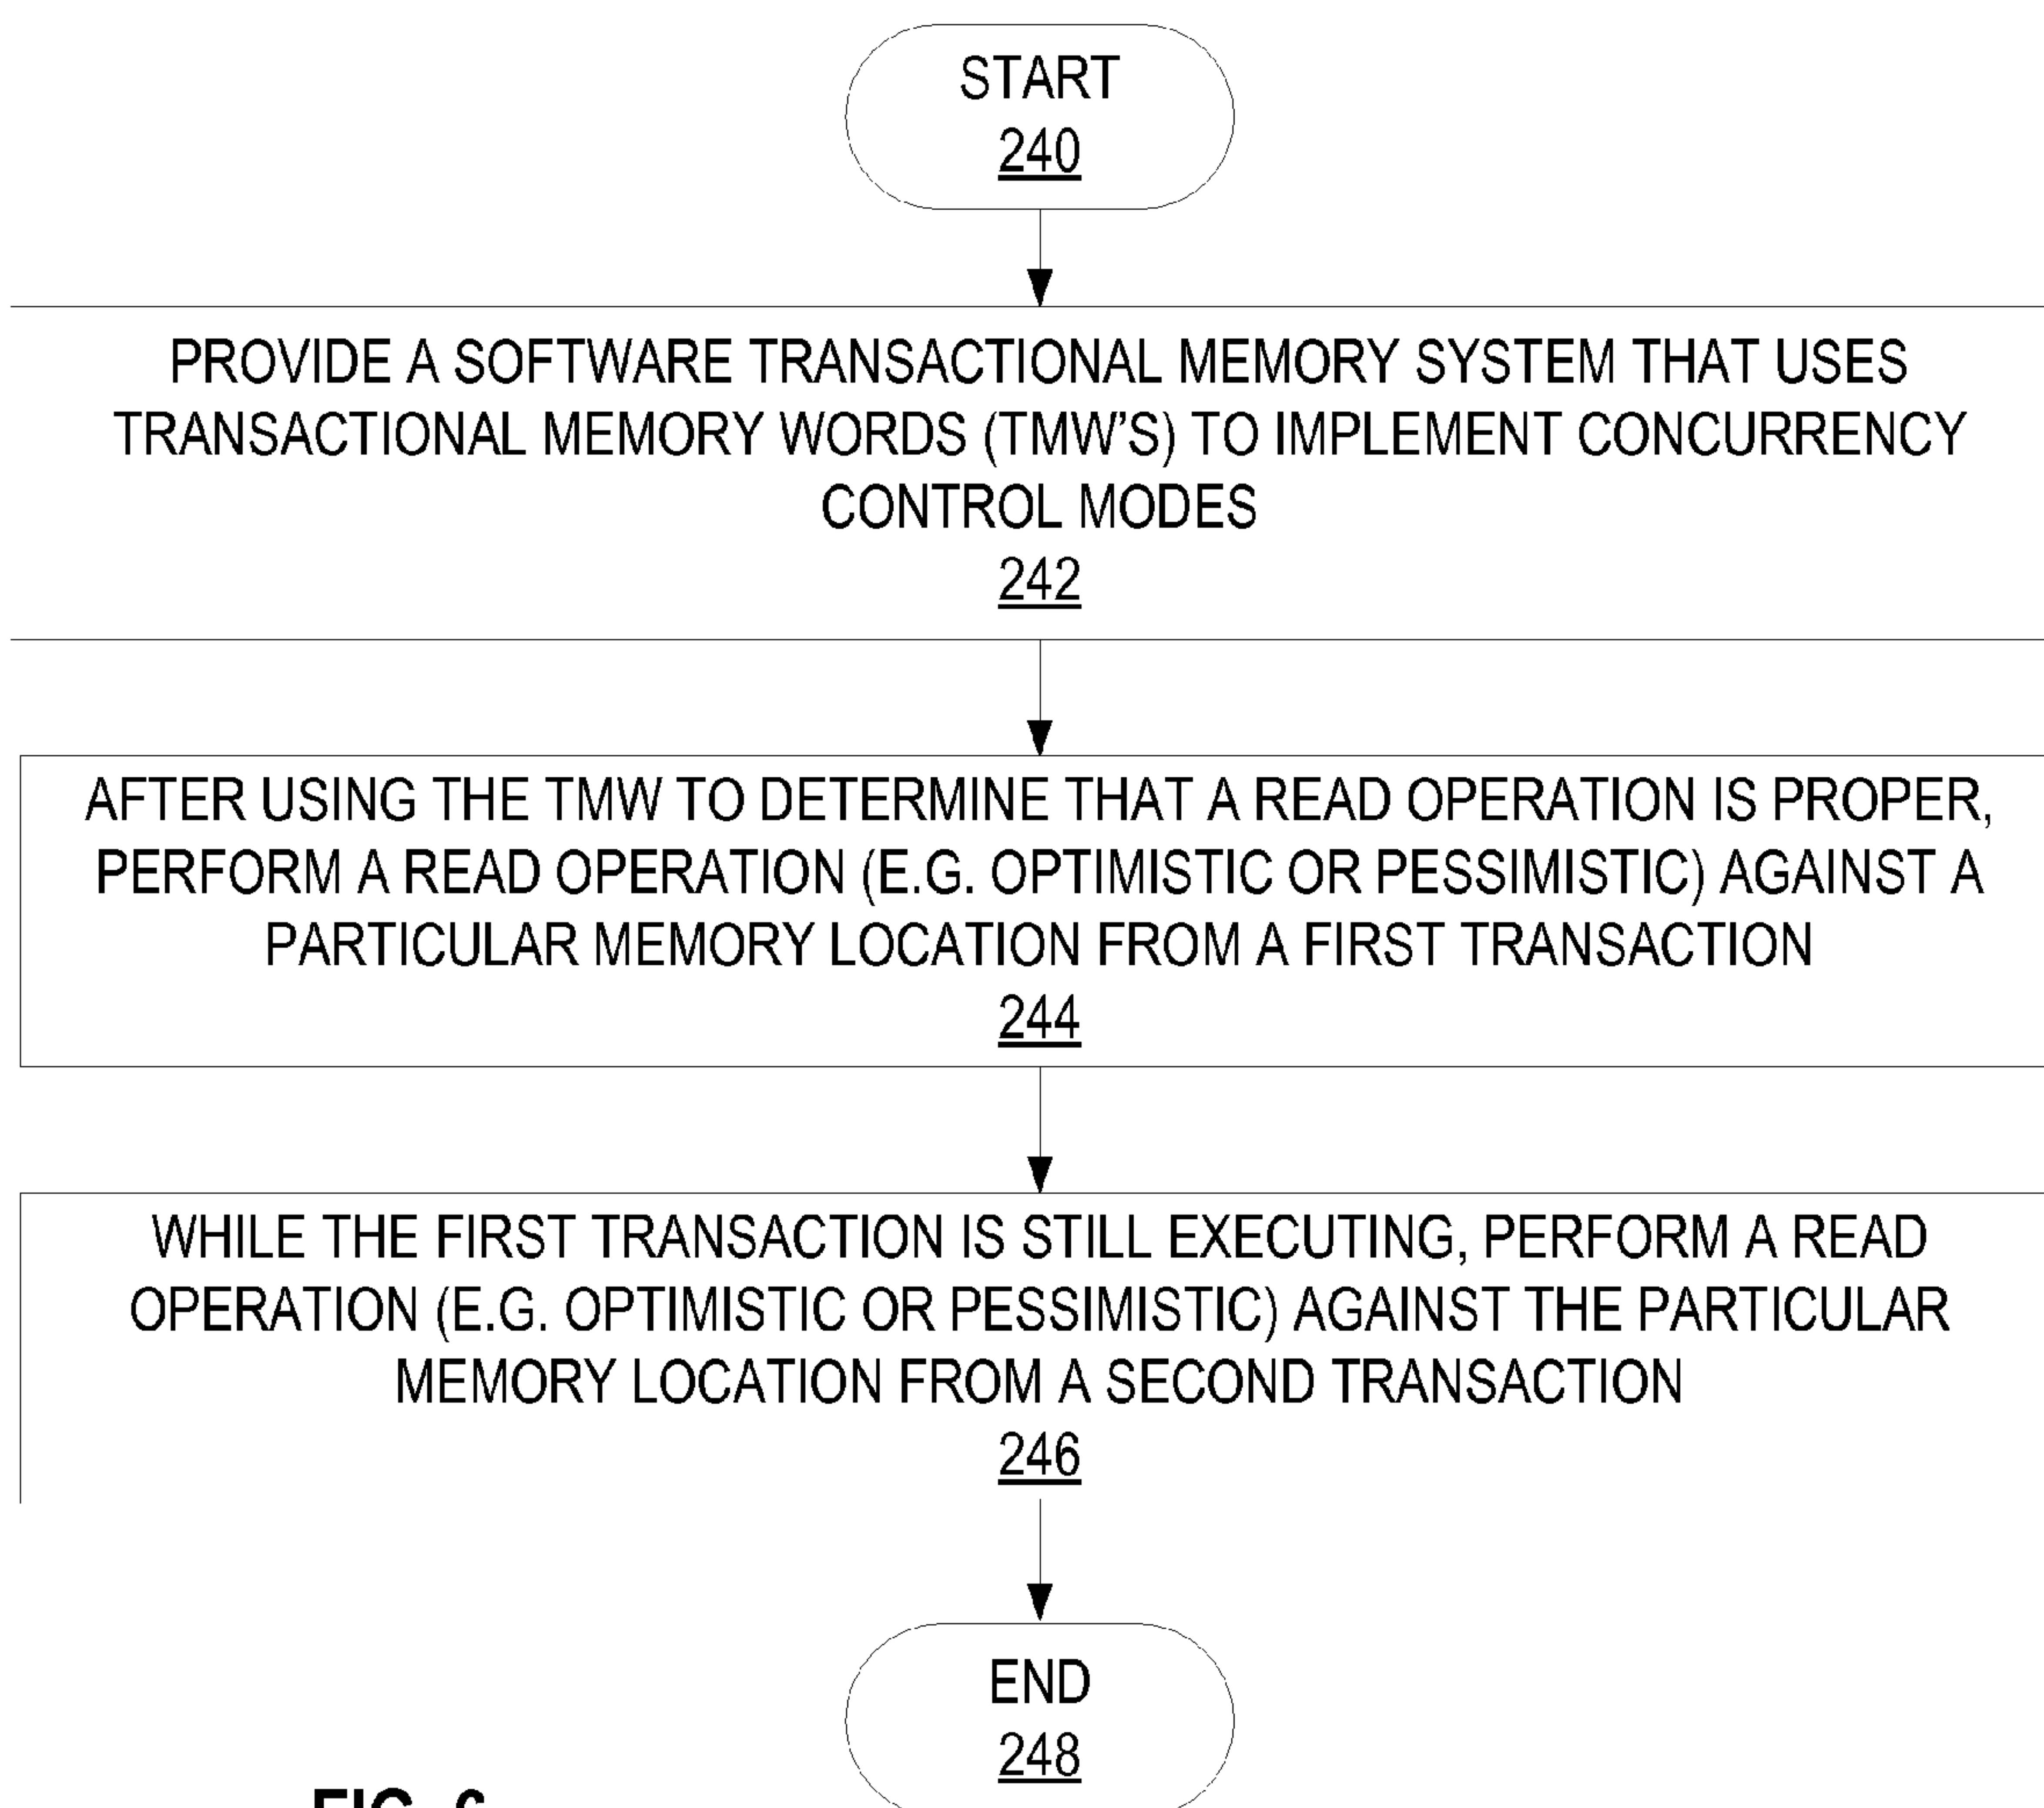 START
240
PROVIDE A SOFTWARE TRANSACTIONAL MEMORY SYSTEM THAT USES
TRANSACTIONAL MEMORY WORDS (TMW'S) TO IMPLEMENT CONCURRENCY
CONTROL MODES
242
AFTER USING THE TMW TO DETERMINE THAT A READ OPERATION IS PROPER,
PERFORM A READ OPERATION (E.G. OPTIMISTIC OR PESSIMISTIC) AGAINST A
PARTICULAR MEMORY LOCATION FROM A FIRST TRANSACTION
244
WHILE THE FIRST TRANSACTION IS STILL EXECUTING, PERFORM A READ
OPERATION (E.G. OPTIMISTIC OR PESSIMISTIC) AGAINST THE PARTICULAR
MEMORY LOCATION FROM A SECOND TRANSACTION
246
END
248
FIG. 6